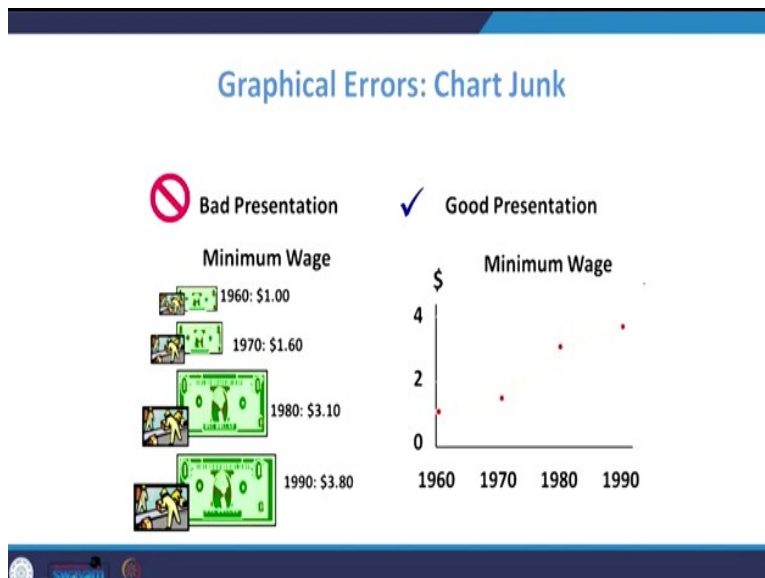 Graphical Errors: Chart Junk
Bad Presentation
✓ Good Presentation
Minimum Wage
1960: $1.00
1970: $1.60
1980: $3.10
1990: $3.80
Minimum Wage
$
4
2
0
1960 1970 1980 1990
swayam